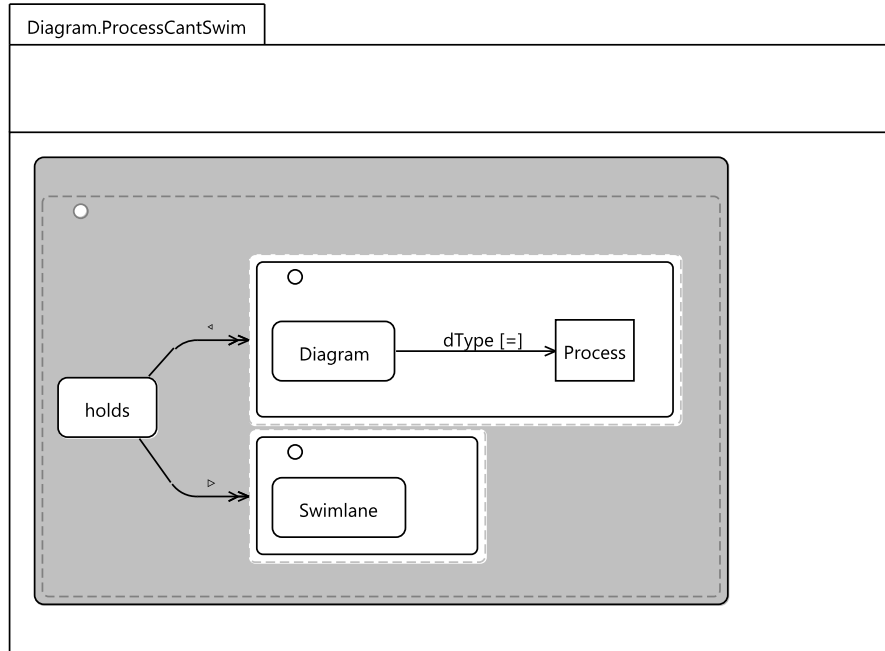 Diagram.ProcessCantSwim
dType [=]
Diagram
Process
holds
Swimlane